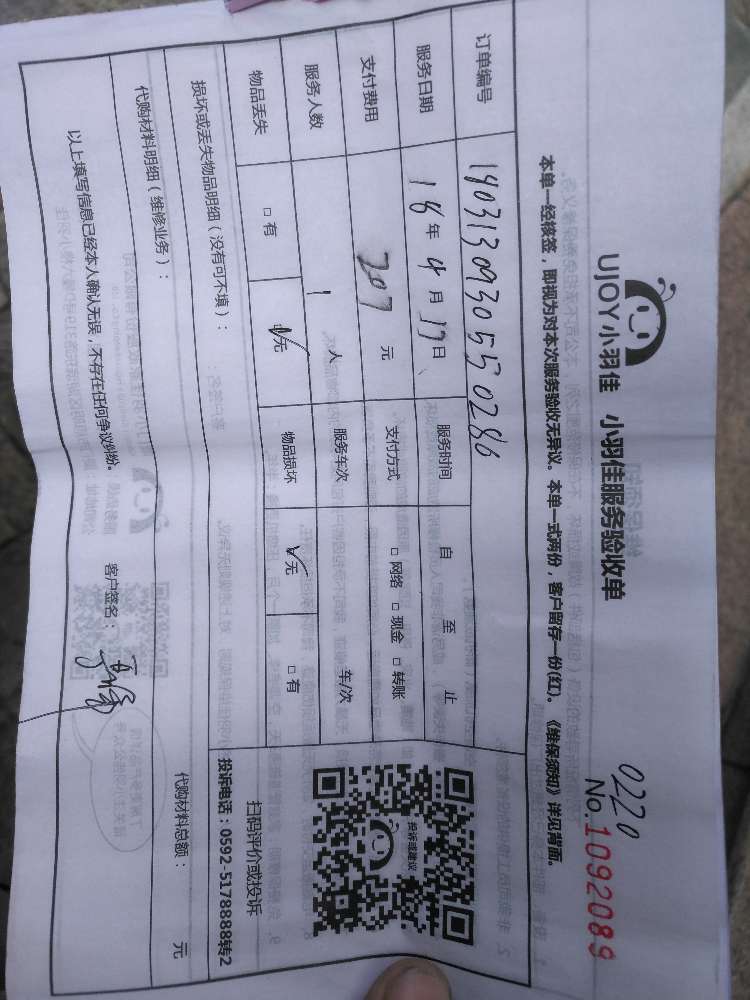 0220
UJOY小羽佳 小羽佳服务验收单 No.1092089
本单一经核签，即视为对本次服务验收无异议。本单一式两份，客户留存一份(红)。《维保须知》详见背面。
订单编号 1803130930550286
服务日期 18年4月17日、 服务时间 自 至 止
支付费用 207元 支付方式 □网络 □现金 □转账
服务人数 1人 服务车次 车/次
物品丢失 □有 ☑无 物品损坏 ☑无 □有
投诉或建议
扫码评价或投诉
投诉电话：0592-5178888转2
损坏或丢失物品明细（没有可不填）：
代购材料明细（维修业务）： 代购材料总额： 元
以上填写信息已经本人确认无误，不存在任何争议纠纷。 客户签名：